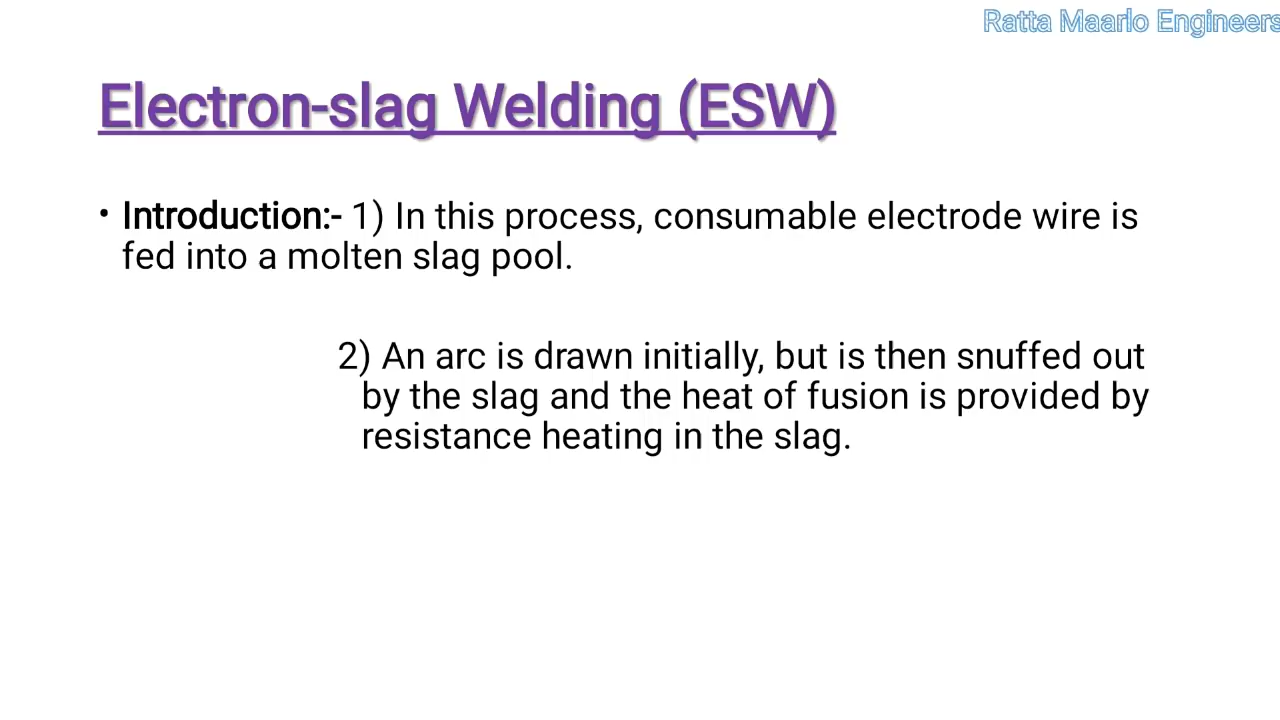 Ratta Maarlo Engineers
Electron-slag Welding (ESW)
• Introduction:- 1) In this process, consumable electrode wire is
fed into a molten slag pool.
2) An arc is drawn initially, but is then snuffed out
by the slag and the heat of fusion is provided by
resistance heating in the slag.